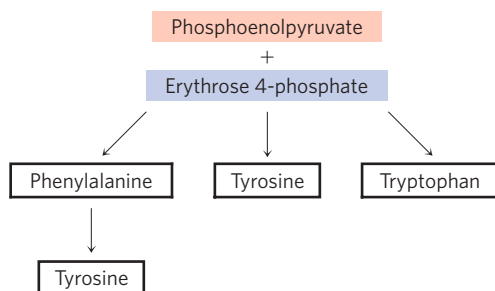 Phosphoenolpyruvate
+
Erythrose 4-phosphate
Phenylalanine Tyrosine Tryptophan
Tyrosine